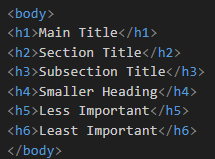 <body>
<h1>Main Title</h1>
<h2>Section Title</h2>
<h3>Subsection Title</h3>
<h4>Smaller Heading</h4>
<h5>Less Important</h5>
<h6>Least Important</h6>
</body>